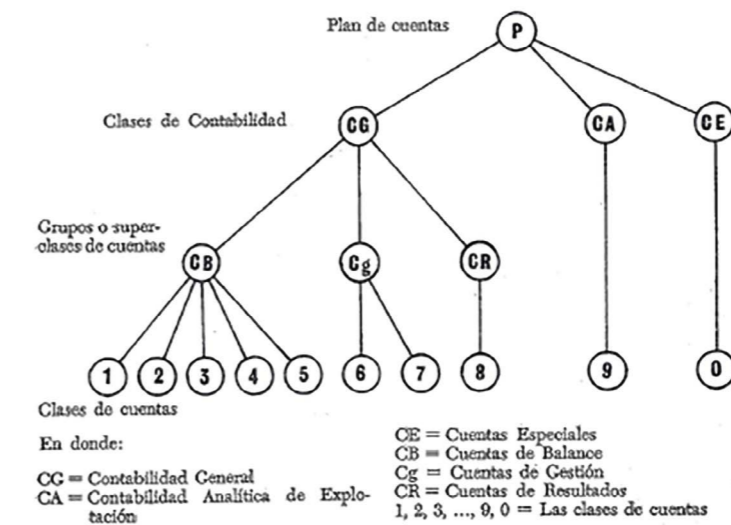 Plan de cuentas
P
Clases de Contabilidad
CG
CA
CE
Grupos o super-
clases de cuentas
CB
Cg
CR
1 2 3 4 5 6 7 8 9 0
Clases de cuentas
En donde:
CG = Contabilidad General
CA = Contabilidad Analítica de Explo-
tación
CE = Cuentas Especiales
CB = Cuentas de Balance
Cg = Cuentas de Gestión
CR = Cuentas de Resultados
1, 2, 3, ..., 9, 0 = Las clases de cuentas